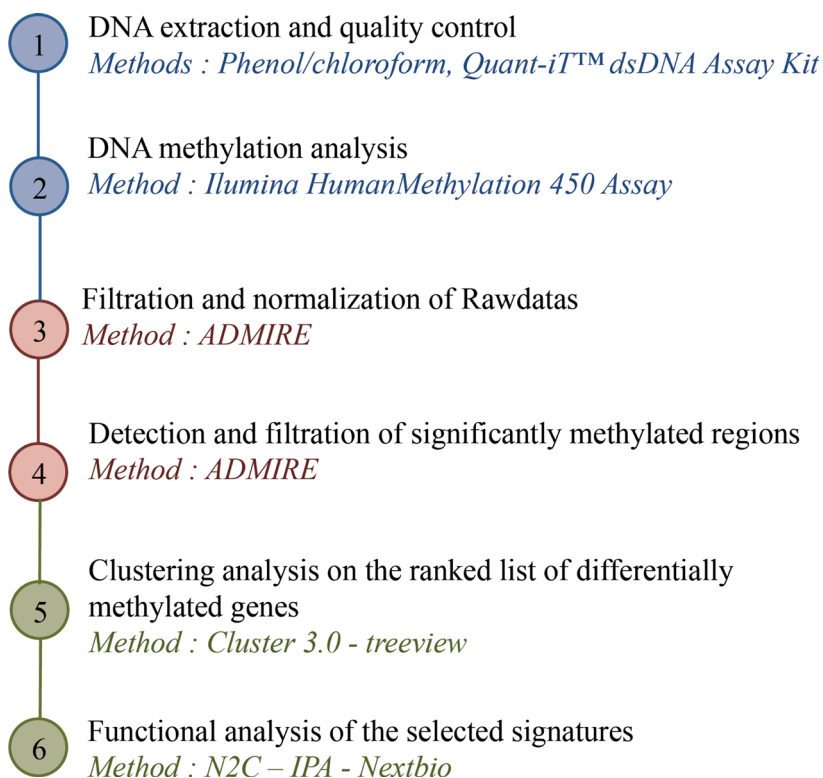 1
DNA extraction and quality control
Methods : Phenol/chloroform, Quant-iT™ dsDNA Assay Kit
2
DNA methylation analysis
Method : Ilumina HumanMethylation 450 Assay
3
Filtration and normalization of Rawdatas
Method : ADMIRE
4
Detection and filtration of significantly methylated regions
Method : ADMIRE
5
Clustering analysis on the ranked list of differentially
methylated genes
Method : Cluster 3.0 - treeview
6
Functional analysis of the selected signatures
Method : N2C – IPA - Nextbio